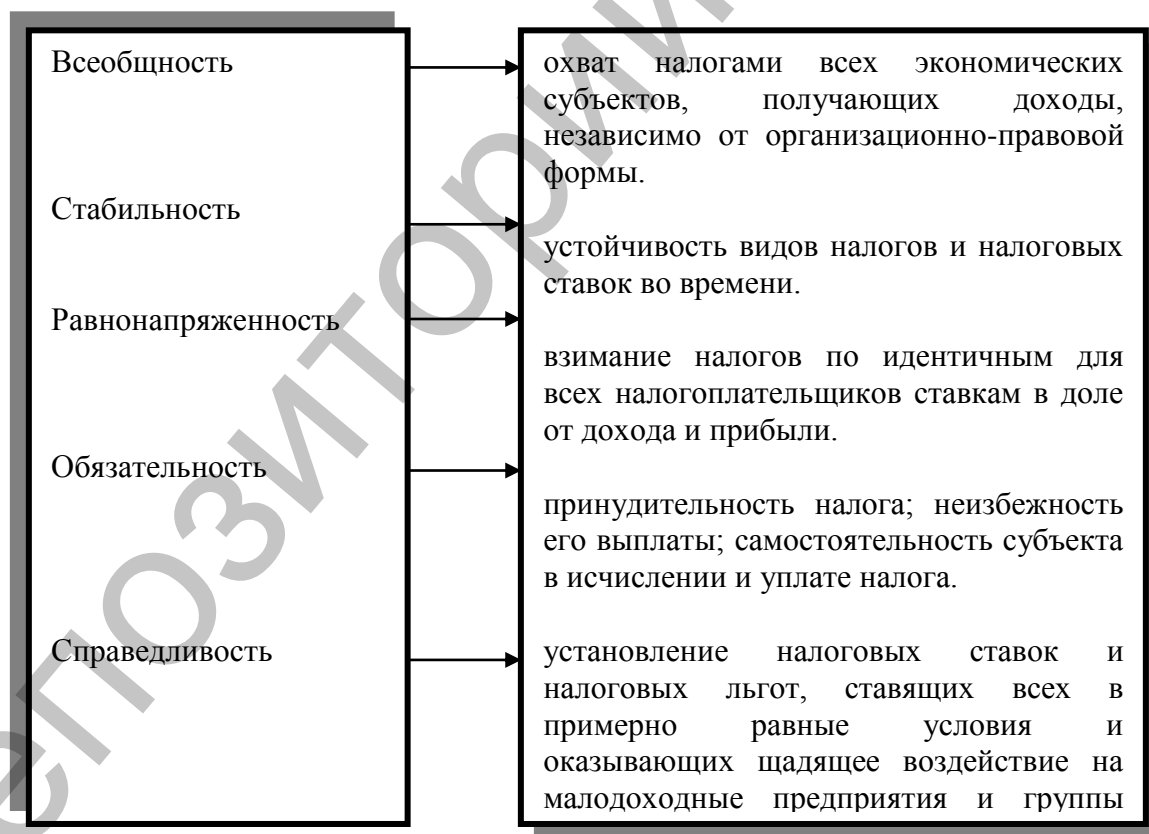 Всеобщность
Стабильность
Равнонапряженность
Обязательность
Справедливость
охват налогами всех экономических
субъектов, получающих доходы,
независимо от организационно-правовой
формы.
устойчивость видов налогов и налоговых
ставок во времени.
взимание налогов по идентичным для
всех налогоплательщиков ставкам в доле
от дохода и прибыли.
принудительность налога; неизбежность
его выплаты; самостоятельность субъекта
в исчислении и уплате налога.
установление налоговых ставок и
налоговых льгот, ставящих всех в
примерно равные условия и
оказывающих щадящее воздействие на
малодоходные предприятия и группы